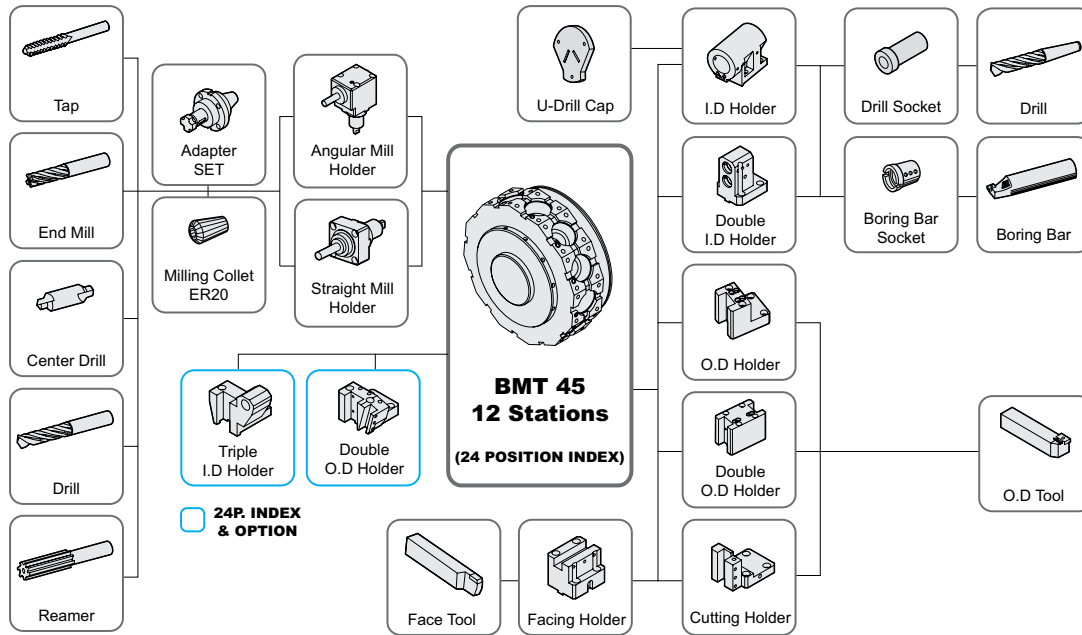 Tap
End Mill
Center Drill
Drill
Reamer
Adapter
SET
Milling Collet
ER20
Angular Mill
Holder
Straight Mill
Holder
Triple
I.D Holder
Double
O.D Holder
24P. INDEX
& OPTION
BMT 45
12 Stations
(24 POSITION INDEX)
U-Drill Cap
I.D Holder
Drill Socket
Drill
Double
I.D Holder
Boring Bar
Socket
Boring Bar
O.D Holder
Double
O.D Holder
O.D Tool
Face Tool
Facing Holder
Cutting Holder